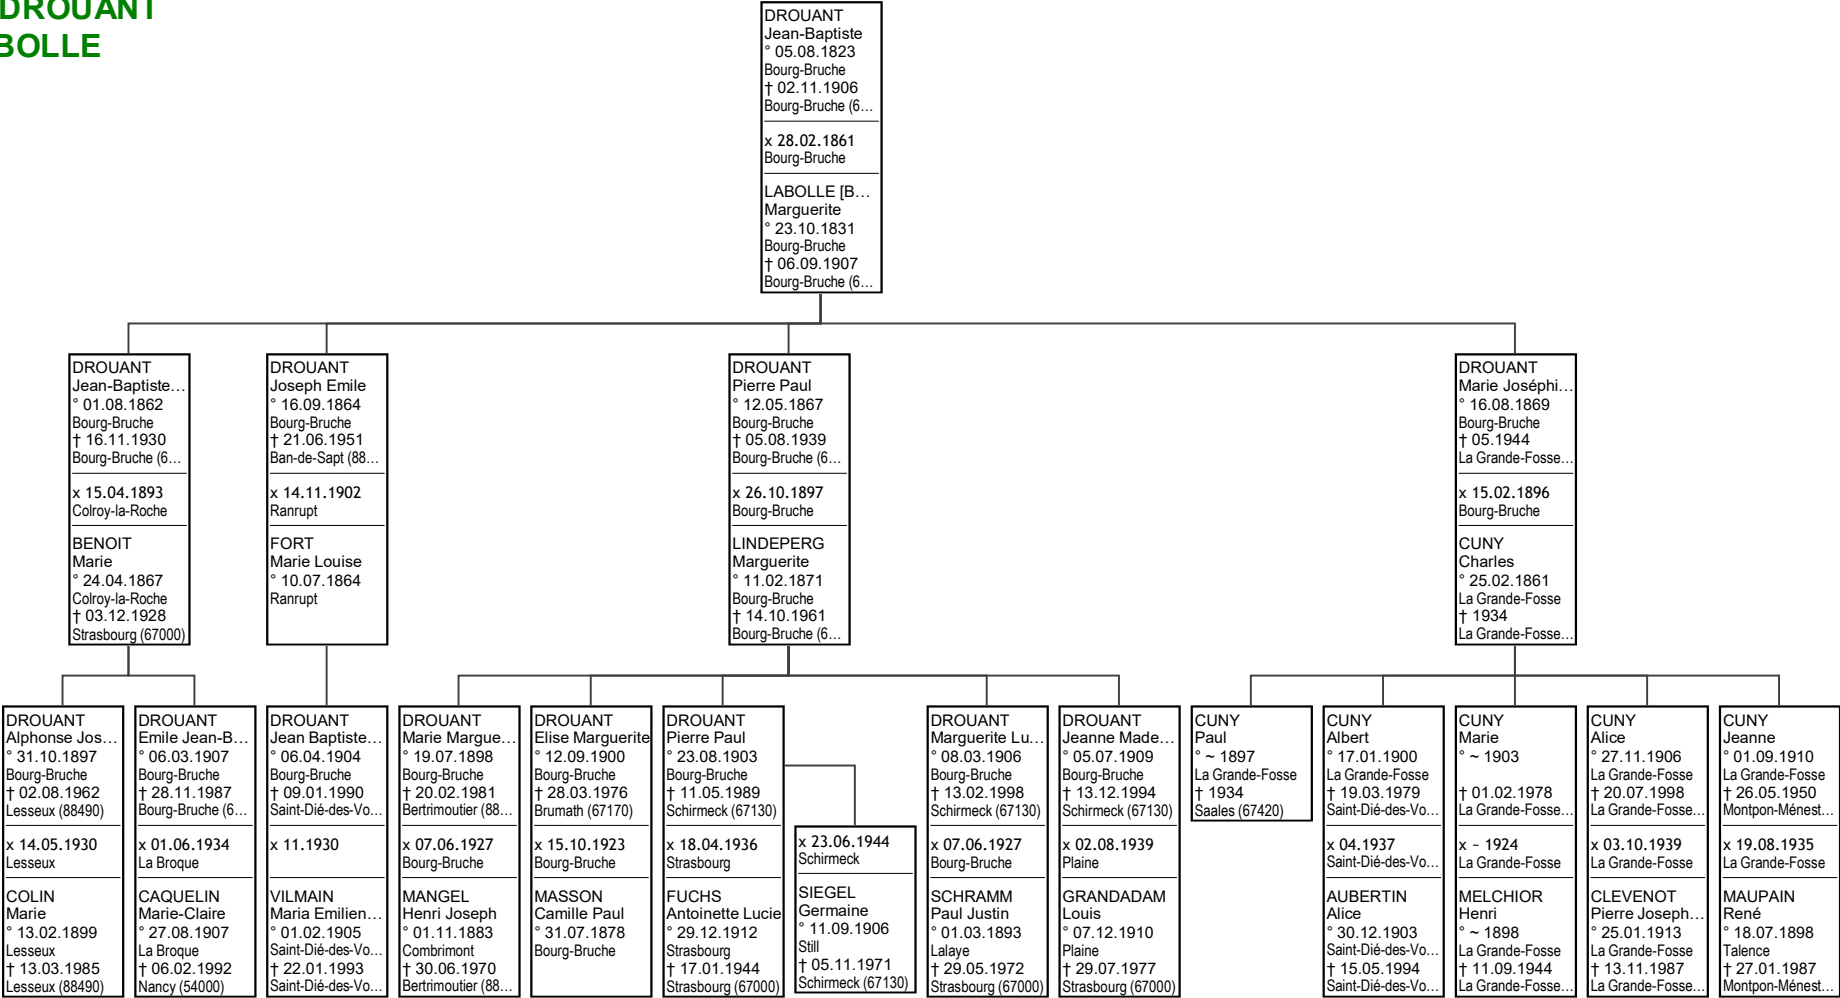 DROUANT
BOLLE
DROUANT
Jean-Baptiste
° 05.08.1823
Bourg-Bruche
† 02.11.1906
Bourg-Bruche (6...
x 28.02.1861
Bourg-Bruche
LABOLLE [B...
Marguerite
° 23.10.1831
Bourg-Bruche
† 06.09.1907
Bourg-Bruche (6...
DROUANT
Jean-Baptiste...
° 01.08.1862
Bourg-Bruche
† 16.11.1930
Bourg-Bruche (6...
x 15.04.1893
Colroy-la-Roche
BENOIT
Marie
° 24.04.1867
Colroy-la-Roche
† 03.12.1928
Strasbourg (67000)
DROUANT
Joseph Emile
° 16.09.1864
Bourg-Bruche
† 21.06.1951
Ban-de-Sapt (88...
x 14.11.1902
Ranrupt
FORT
Marie Louise
° 10.07.1864
Ranrupt
DROUANT
Pierre Paul
° 12.05.1867
Bourg-Bruche
† 05.08.1939
Bourg-Bruche (6...
x 26.10.1897
Bourg-Bruche
LINDEPERG
Marguerite
° 11.02.1871
Bourg-Bruche
† 14.10.1961
Bourg-Bruche (6...
DROUANT
Marie Joséphi...
° 16.08.1869
Bourg-Bruche
† 05.1944
La Grande-Fosse...
x 15.02.1896
Bourg-Bruche
CUNY
Charles
° 25.02.1861
La Grande-Fosse
† 1934
La Grande-Fosse...
DROUANT
Alphonse Jos...
° 31.10.1897
Bourg-Bruche
† 02.08.1962
Lesseux (88490)
x 14.05.1930
Lesseux
COLIN
Marie
° 13.02.1899
Lesseux
† 13.03.1985
Lesseux (88490)
DROUANT
Emile Jean-B...
° 06.03.1907
Bourg-Bruche
† 28.11.1987
Bourg-Bruche (6...
x 01.06.1934
La Broque
CAQUELIN
Marie-Claire
° 27.08.1907
La Broque
† 06.02.1992
Nancy (54000)
DROUANT
Jean Baptiste...
° 06.04.1904
Bourg-Bruche
† 09.01.1990
Saint-Dié-des-Vo...
x 11.1930
VILMAIN
Maria Emilien...
° 01.02.1905
Saint-Dié-des-Vo...
† 22.01.1993
Saint-Dié-des-Vo...
DROUANT
Marie Margue...
° 19.07.1898
Bourg-Bruche
† 20.02.1981
Bertrimoutier (88...
x 07.06.1927
Bourg-Bruche
MANGEL
Henri Joseph
° 01.11.1883
Combrimont
† 30.06.1970
Bertrimoutier (88...
DROUANT
Elise Marguerite
° 12.09.1900
Bourg-Bruche
† 28.03.1976
Brumath (67170)
x 15.10.1923
Bourg-Bruche
MASSON
Camille Paul
° 31.07.1878
Bourg-Bruche
DROUANT
Pierre Paul
° 23.08.1903
Bourg-Bruche
† 11.05.1989
Schirmeck (67130)
x 18.04.1936
Strasbourg
FUCHS
Antoinette Lucie
° 29.12.1912
Strasbourg
† 17.01.1944
Strasbourg (67000)
x 23.06.1944
Schirmeck
SIEGEL
Germaine
° 11.09.1906
Still
† 05.11.1971
Schirmeck (67130)
DROUANT
Marguerite Lu...
° 08.03.1906
Bourg-Bruche
† 13.02.1998
Schirmeck (67130)
x 07.06.1927
Bourg-Bruche
SCHRAMM
Paul Justin
° 01.03.1893
Lalaye
† 29.05.1972
Strasbourg (67000)
DROUANT
Jeanne Made...
° 05.07.1909
Bourg-Bruche
† 13.12.1994
Schirmeck (67130)
x 02.08.1939
Plaine
GRANDADAM
Louis
° 07.12.1910
Plaine
† 29.07.1977
Strasbourg (67000)
CUNY
Paul
° ~ 1897
La Grande-Fosse
† 1934
Saales (67420)
CUNY
Albert
° 17.01.1900
La Grande-Fosse
† 19.03.1979
Saint-Dié-des-Vo...
x 04.1937
Saint-Dié-des-Vo...
AUBERTIN
Alice
° 30.12.1903
Saint-Dié-des-Vo...
† 15.05.1994
Saint-Dié-des-Vo...
CUNY
Marie
° ~ 1903
† 01.02.1978
La Grande-Fosse...
x ~ 1924
La Grande-Fosse
MELCHIOR
Henri
° ~ 1898
La Grande-Fosse
† 11.09.1944
La Grande-Fosse...
CUNY
Alice
° 27.11.1906
La Grande-Fosse
† 20.07.1998
La Grande-Fosse...
x 03.10.1939
La Grande-Fosse
CLEVENOT
Pierre Joseph...
° 25.01.1913
La Grande-Fosse
† 13.11.1987
La Grande-Fosse...
CUNY
Jeanne
° 01.09.1910
La Grande-Fosse
† 26.05.1950
Montpon-Ménest...
x 19.08.1935
La Grande-Fosse
MAUPAIN
René
° 18.07.1898
Talence
† 27.01.1987
Montpon-Ménest...